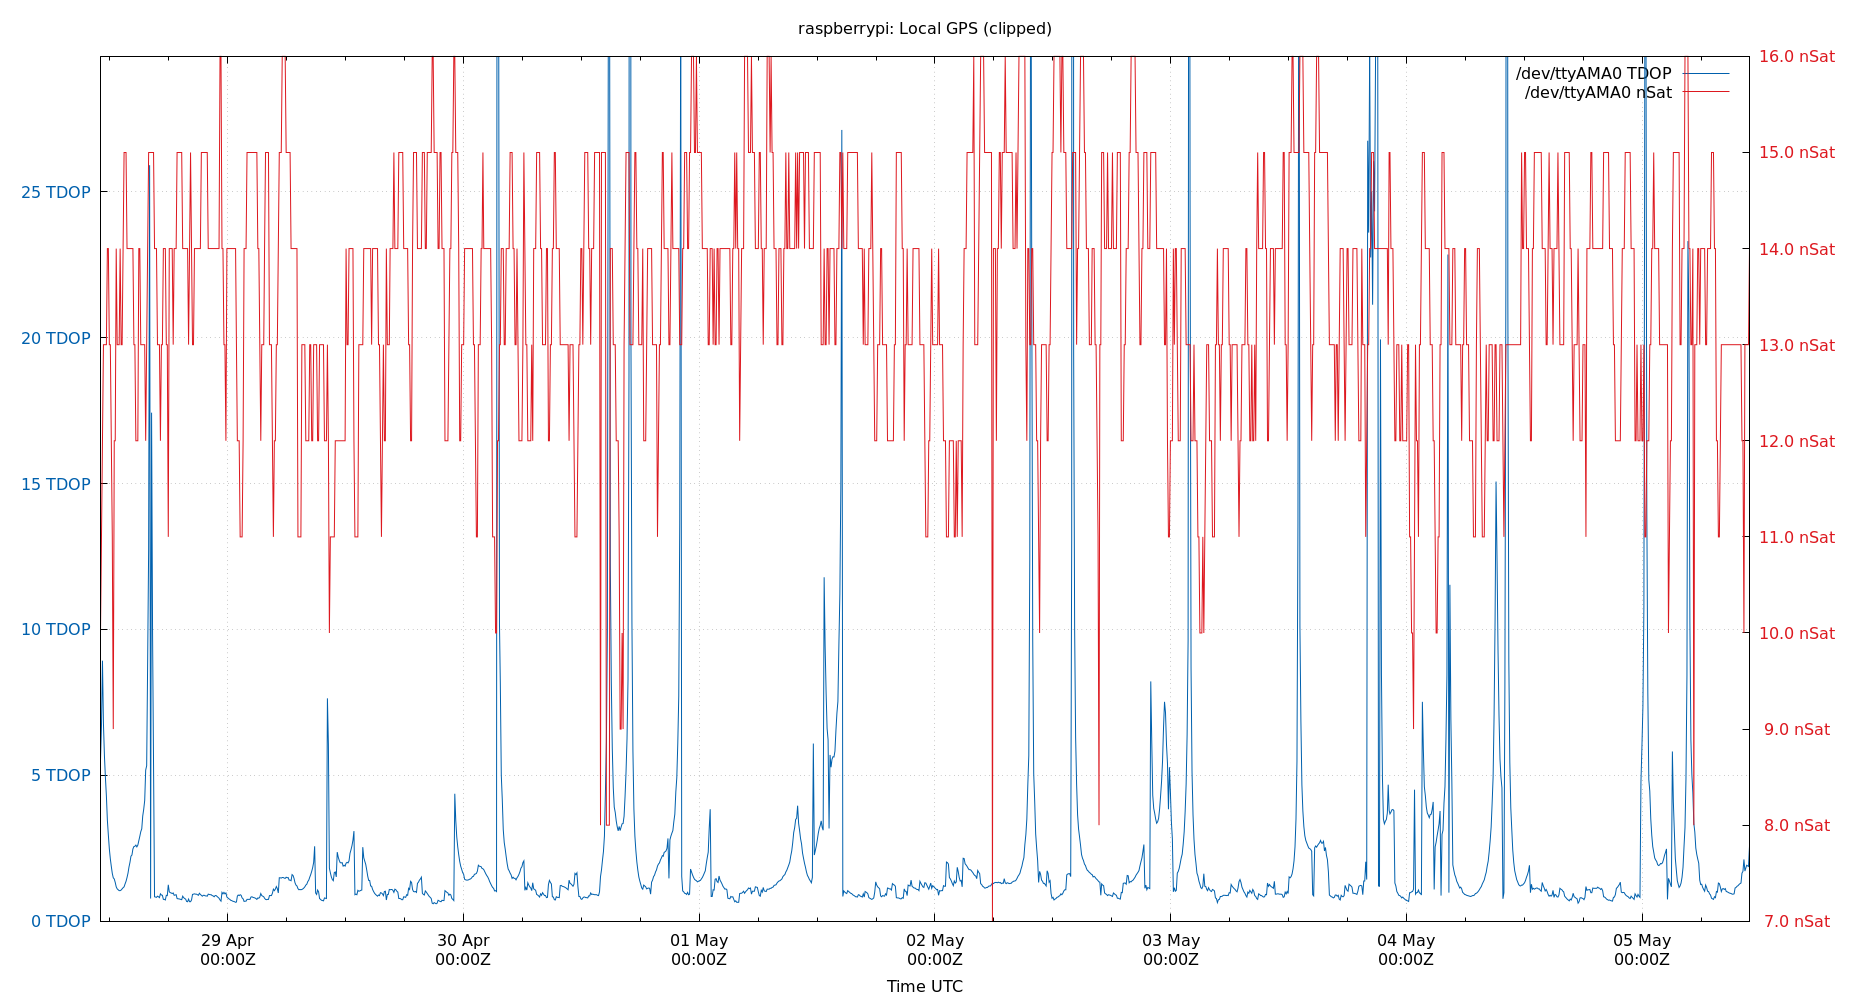 raspberrypi: Local GPS (clipped)
/dev/ttyAMA0 TDOP
/dev/ttyAMA0 nSat
25 TDOP
20 TDOP
15 TDOP
10 TDOP
5 TDOP
0 TDOP
16.0 nSat
15.0 nSat
14.0 nSat
13.0 nSat
12.0 nSat
11.0 nSat
10.0 nSat
9.0 nSat
8.0 nSat
7.0 nSat
29 Apr
00:00Z
30 Apr
00:00Z
01 May
00:00Z
02 May
00:00Z
03 May
00:00Z
04 May
00:00Z
05 May
00:00Z
Time UTC